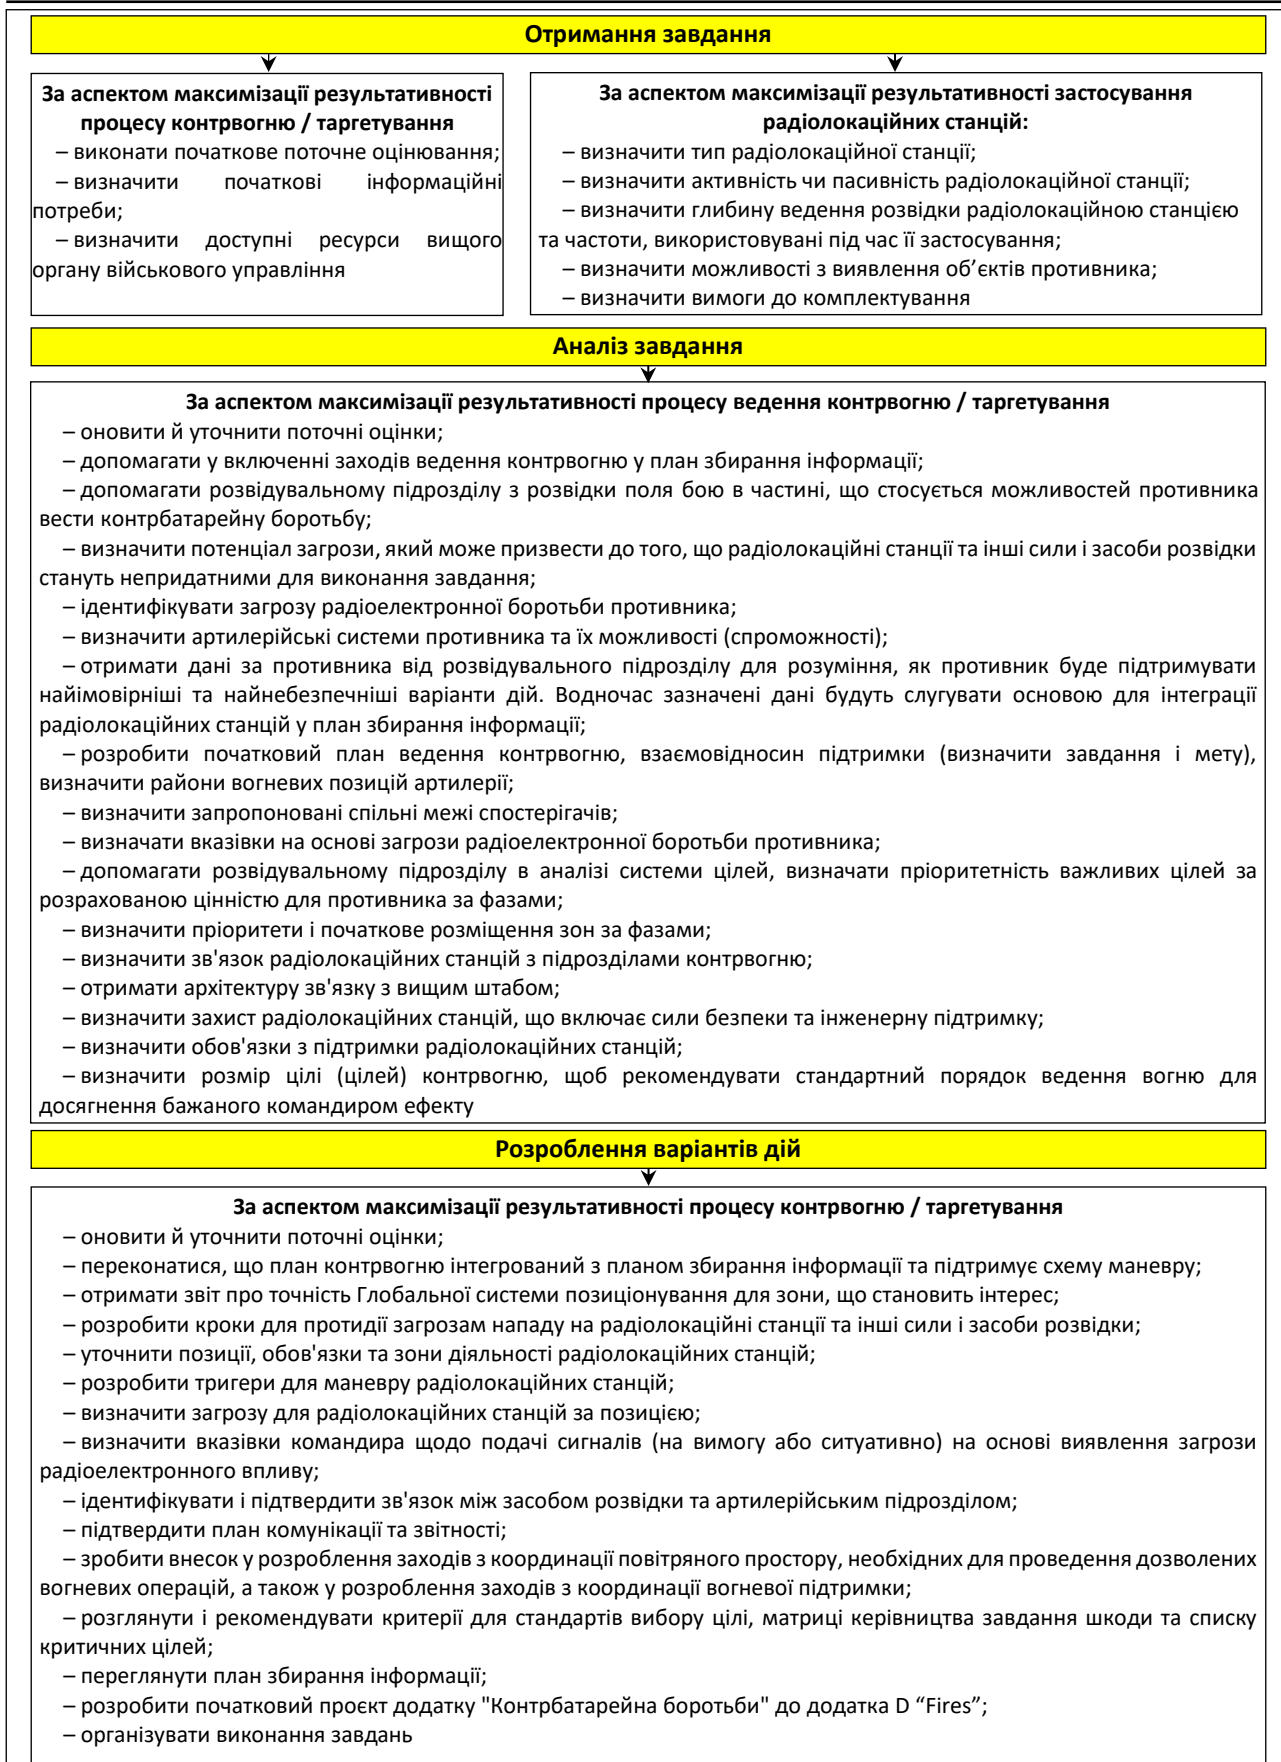 Отримання завдання
За аспектом максимізації результативності
процесу контрвогню / таргетування
– виконати початкове поточне оцінювання;
– визначити початкові інформаційні
потреби;
– визначити доступні ресурси вищого
органу військового управління
За аспектом максимізації результативності застосування
радіолокаційних станцій:
– визначити тип радіолокаційної станції;
– визначити активність чи пасивність радіолокаційної станції;
– визначити глибину ведення розвідки радіолокаційною станцією
та частоти, використовувані під час її застосування;
– визначити можливості з виявлення об’єктів противника;
– визначити вимоги до комплектування
Аналіз завдання
За аспектом максимізації результативності процесу ведення контрвогню / таргетування
– оновити й уточнити поточні оцінки;
– допомагати у включенні заходів ведення контрвогню у план збирання інформації;
– допомагати розвідувальному підрозділу з розвідки поля бою в частині, що стосується можливостей противника
вести контрбатарейну боротьбу;
– визначити потенціал загрози, який може призвести до того, що радіолокаційні станції та інші сили і засоби розвідки
стануть непридатними для виконання завдання;
– ідентифікувати загрозу радіоелектронної боротьби противника;
– визначити артилерійські системи противника та їх можливості (спроможності);
– отримати дані за противника від розвідувального підрозділу для розуміння, як противник буде підтримувати
найімовірніші та найнебезпечніші варіанти дій. Водночас зазначені дані будуть слугувати основою для інтеграції
радіолокаційних станцій у план збирання інформації;
– розробити початковий план ведення контрвогню, взаємовідносин підтримки (визначити завдання і мету),
визначити райони вогневих позицій артилерії;
– визначити запропоновані спільні межі спостерігачів;
– визначати вказівки на основі загрози радіоелектронної боротьби противника;
– допомагати розвідувальному підрозділу в аналізі системи цілей, визначати пріоритетність важливих цілей за
розрахованою цінністю для противника за фазами;
– визначити пріоритети і початкове розміщення зон за фазами;
– визначити зв'язок радіолокаційних станцій з підрозділами контрвогню;
– отримати архітектуру зв'язку з вищим штабом;
– визначити захист радіолокаційних станцій, що включає сили безпеки та інженерну підтримку;
– визначити обов'язки з підтримки радіолокаційних станцій;
– визначити розмір цілі (цілей) контрвогню, щоб рекомендувати стандартний порядок ведення вогню для
досягнення бажаного командиром ефекту
Розроблення варіантів дій
За аспектом максимізації результативності процесу контрвогню / таргетування
– оновити й уточнити поточні оцінки;
– переконатися, що план контрвогню інтегрований з планом збирання інформації та підтримує схему маневру;
– отримати звіт про точність Глобальної системи позиціонування для зони, що становить інтерес;
– розробити кроки для протидії загрозам нападу на радіолокаційні станції та інші сили і засоби розвідки;
– уточнити позиції, обов'язки та зони діяльності радіолокаційних станцій;
– розробити тригери для маневру радіолокаційних станцій;
– визначити загрозу для радіолокаційних станцій за позицією;
– визначити вказівки командира щодо подачі сигналів (на вимогу або ситуативно) на основі виявлення загрози
радіоелектронного впливу;
– ідентифікувати і підтвердити зв'язок між засобом розвідки та артилерійським підрозділом;
– підтвердити план комунікації та звітності;
– зробити внесок у розроблення заходів з координації повітряного простору, необхідних для проведення дозволених
вогневих операцій, а також у розроблення заходів з координації вогневої підтримки;
– розглянути і рекомендувати критерії для стандартів вибору цілі, матриці керівництва завдання шкоди та списку
критичних цілей;
– переглянути план збирання інформації;
– розробити початковий проєкт додатку "Контрбатарейна боротьби" до додатка D “Fires”;
– організувати виконання завдань